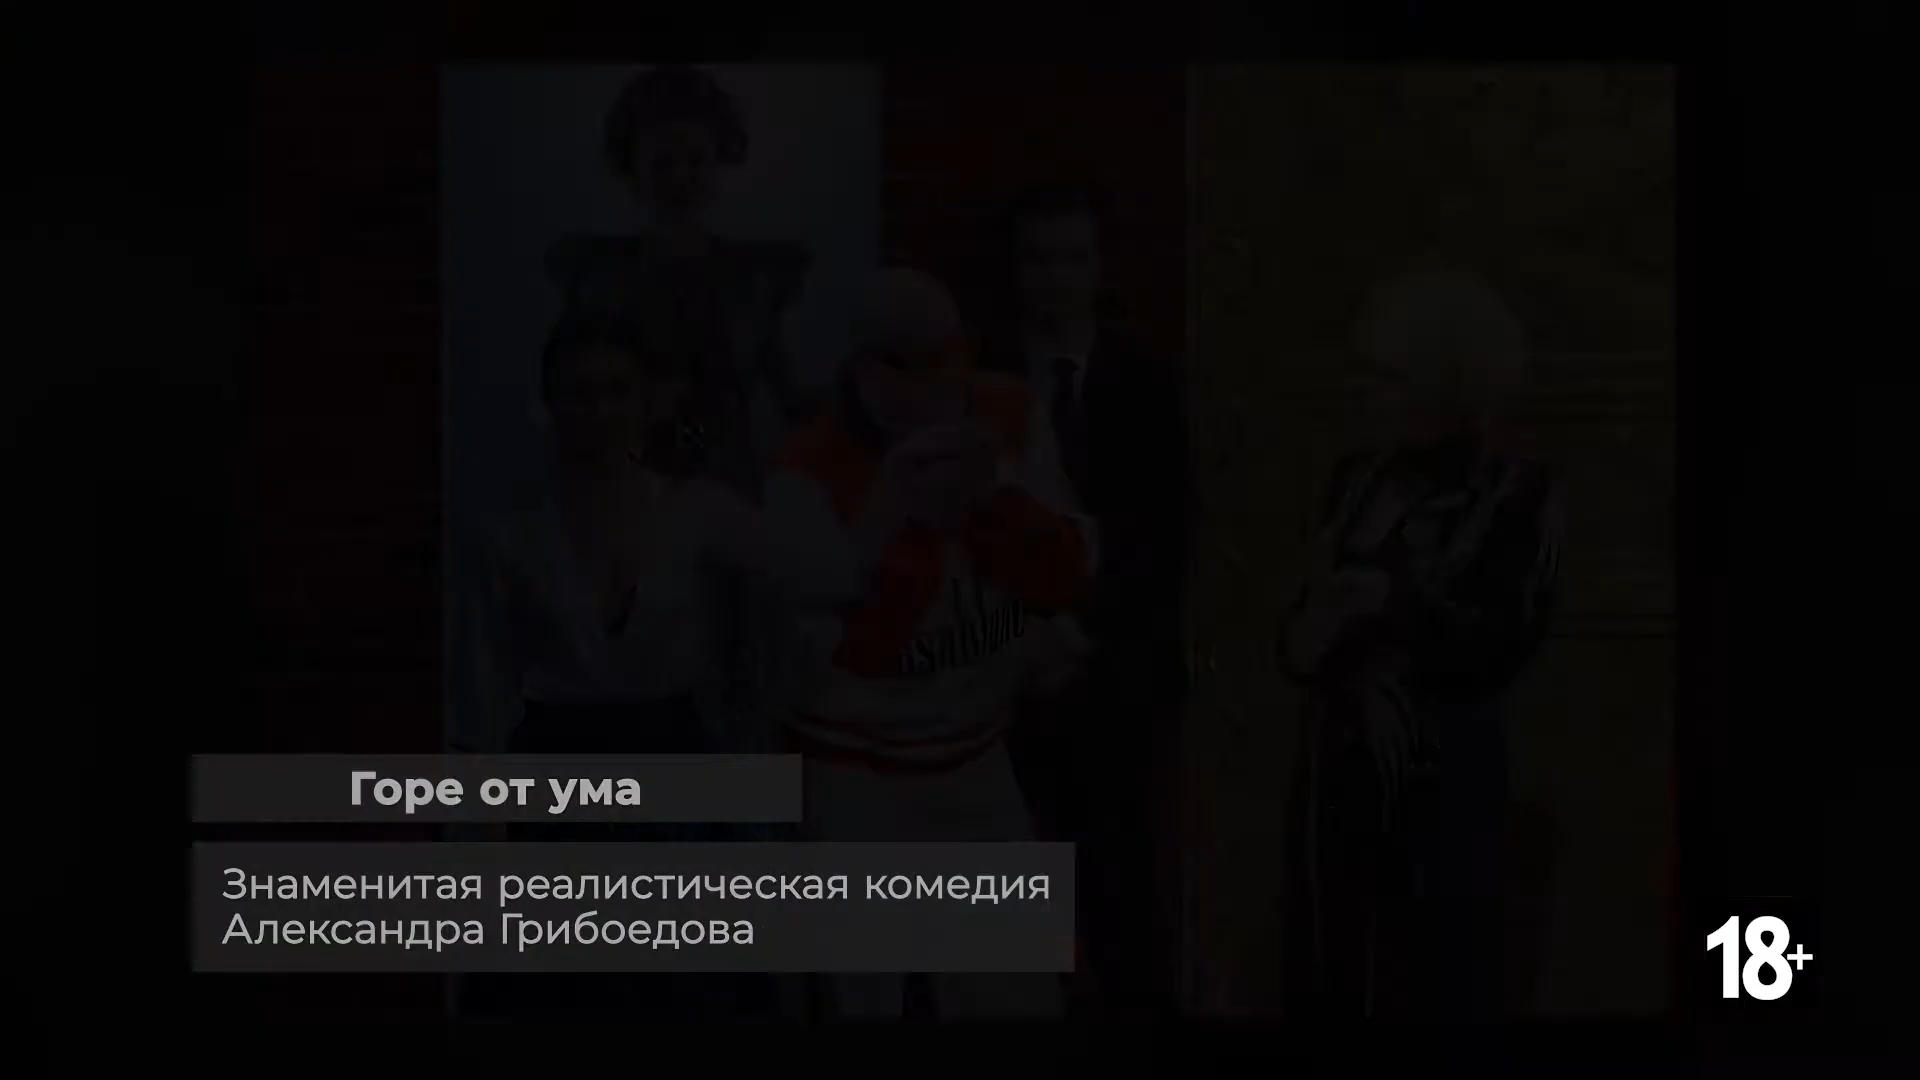 Горе от ума
Знаменитая реалистическая комедия
Александра Грибоедова
18+